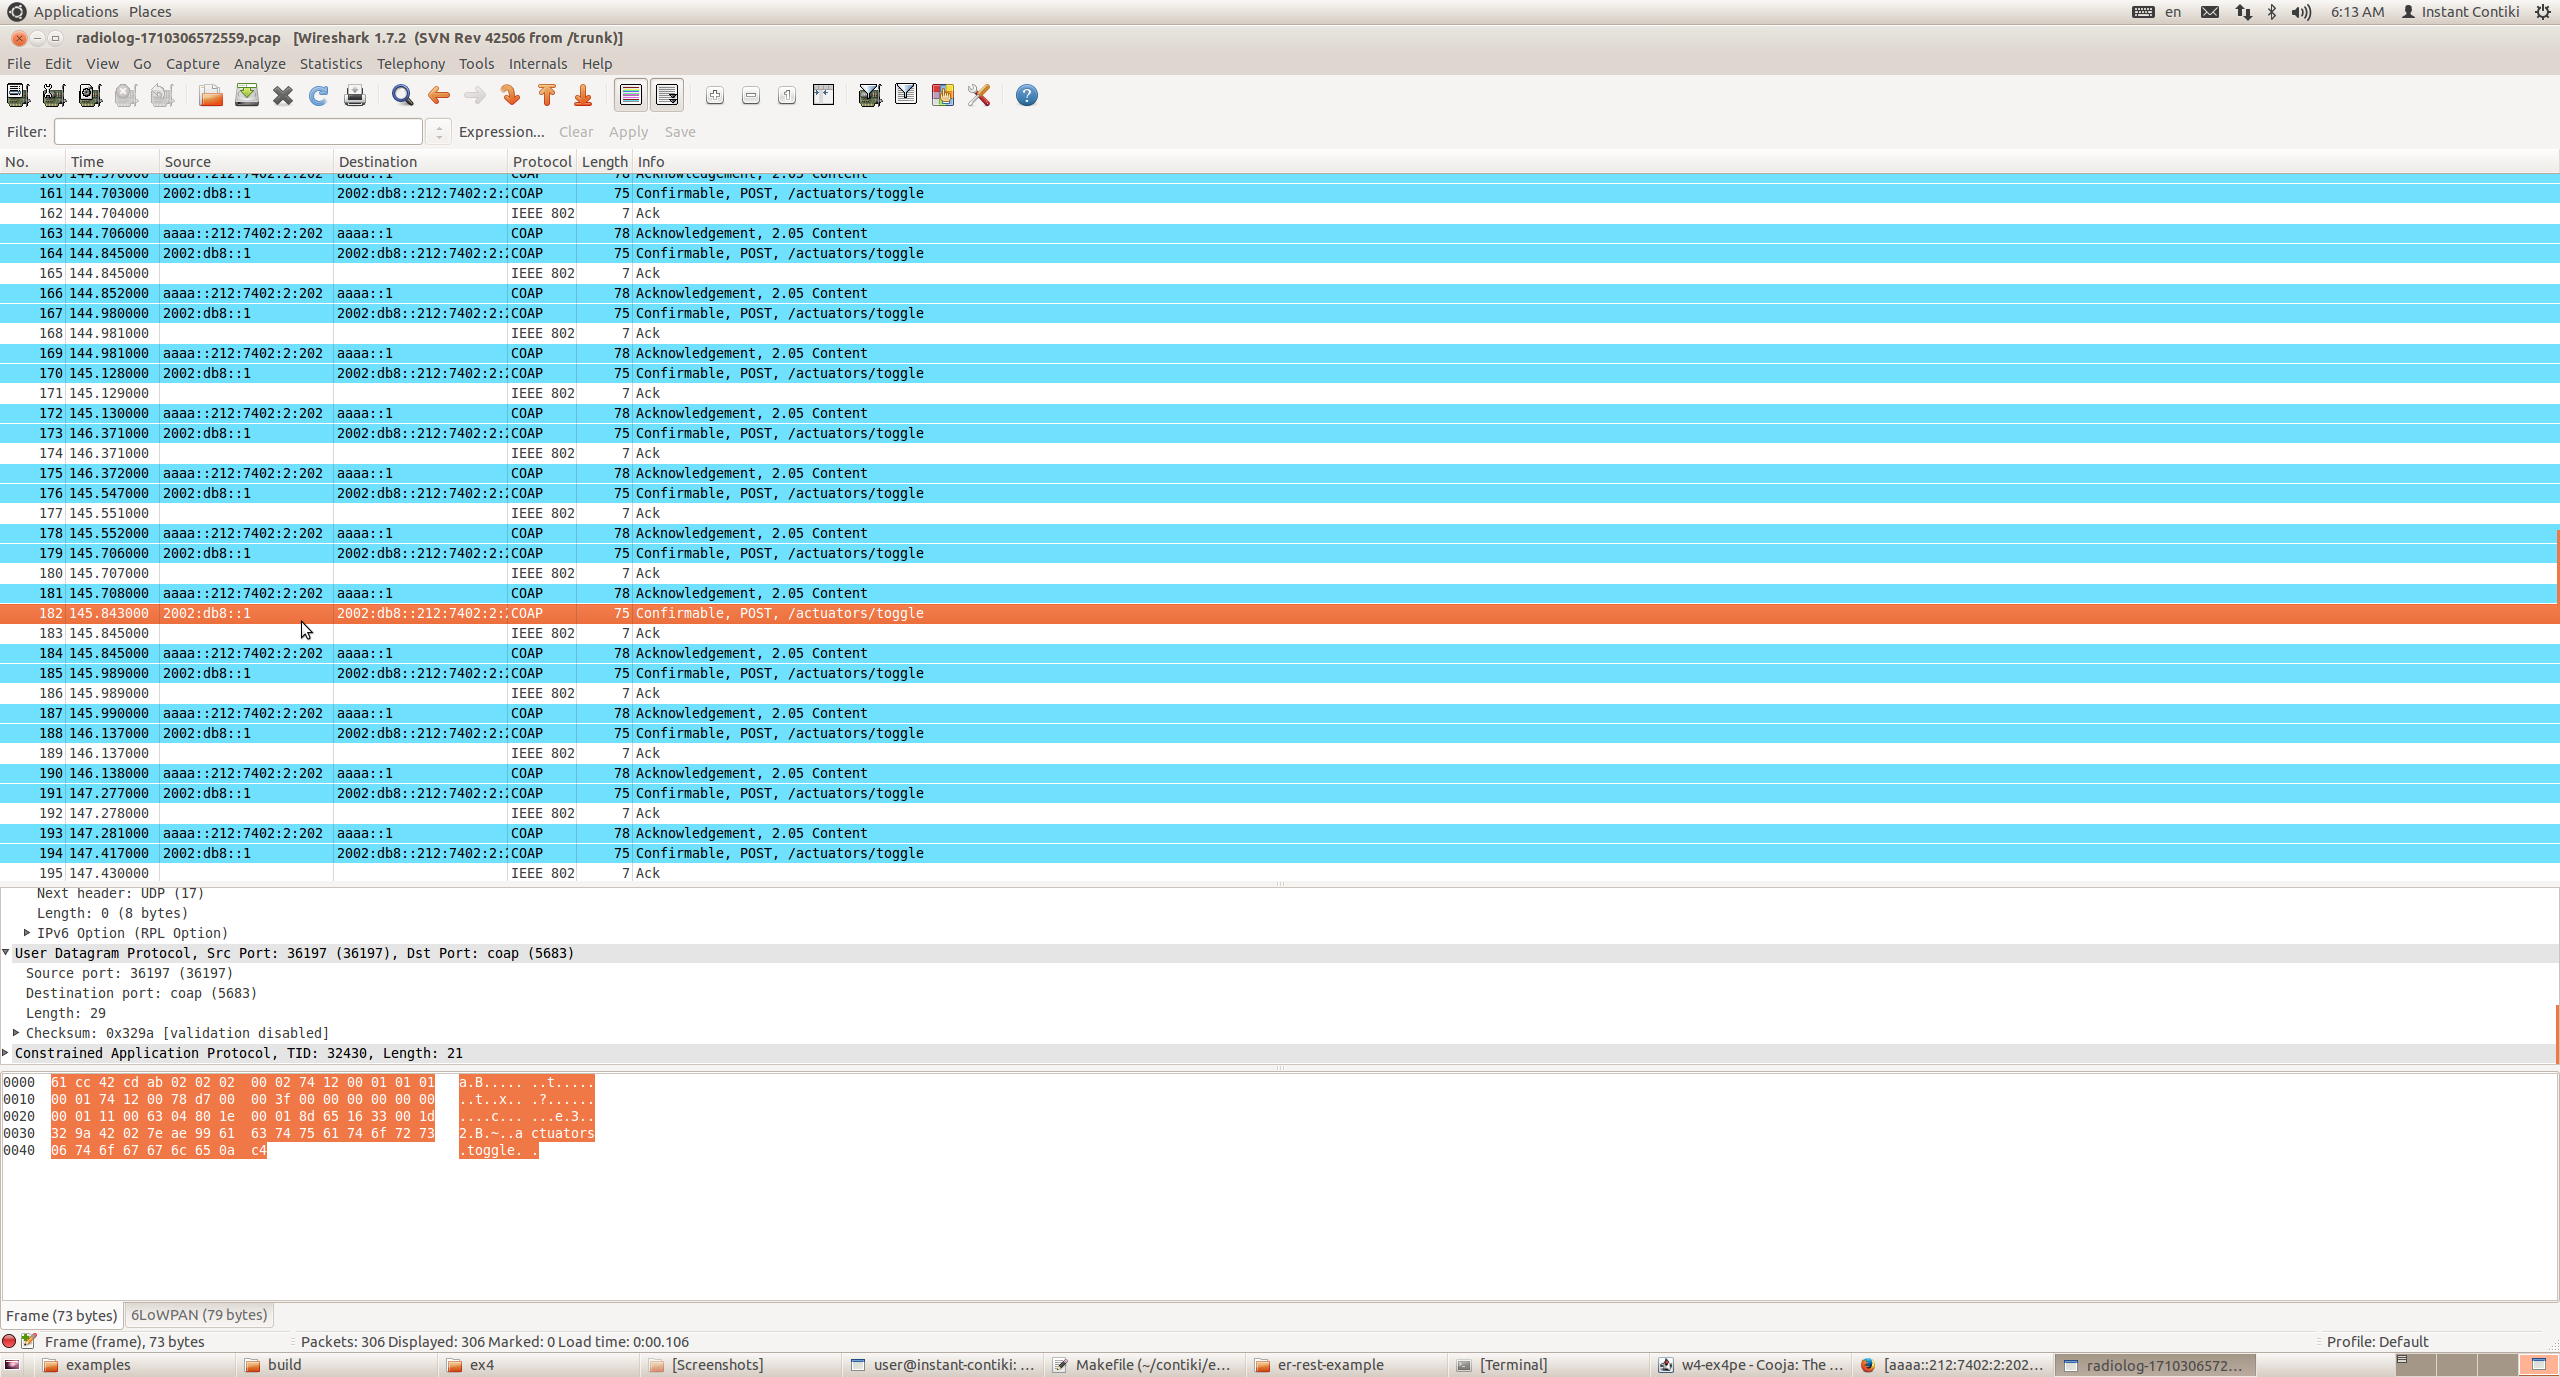 Applications Places en 6:13 AM Instant Contiki
radiolog-1710306572559.pcap [Wireshark 1.7.2 (SVN Rev 42506 from /trunk)]
File Edit View Go Capture Analyze Statistics Telephony Tools Internals Help
Filter: Expression... Clear Apply Save
No. Time Source Destination Protocol Length Info
160 144.570000 aaaa::212:7402:2:202 aaaa::1 COAP 78 Acknowledgement, 2.05 Content
161 144.703000 2002:db8::1 2002:db8::212:7402:2: COAP 75 Confirmable, POST, /actuators/toggle
162 144.704000 IEEE 802 7 Ack
163 144.706000 aaaa::212:7402:2:202 aaaa::1 COAP 78 Acknowledgement, 2.05 Content
164 144.845000 2002:db8::1 2002:db8::212:7402:2: COAP 75 Confirmable, POST, /actuators/toggle
165 144.845000 IEEE 802 7 Ack
166 144.852000 aaaa::212:7402:2:202 aaaa::1 COAP 78 Acknowledgement, 2.05 Content
167 144.980000 2002:db8::1 2002:db8::212:7402:2: COAP 75 Confirmable, POST, /actuators/toggle
168 144.981000 IEEE 802 7 Ack
169 144.981000 aaaa::212:7402:2:202 aaaa::1 COAP 78 Acknowledgement, 2.05 Content
170 145.128000 2002:db8::1 2002:db8::212:7402:2: COAP 75 Confirmable, POST, /actuators/toggle
171 145.129000 IEEE 802 7 Ack
172 145.130000 aaaa::212:7402:2:202 aaaa::1 COAP 78 Acknowledgement, 2.05 Content
173 146.371000 2002:db8::1 2002:db8::212:7402:2: COAP 75 Confirmable, POST, /actuators/toggle
174 146.371000 IEEE 802 7 Ack
175 146.372000 aaaa::212:7402:2:202 aaaa::1 COAP 78 Acknowledgement, 2.05 Content
176 145.547000 2002:db8::1 2002:db8::212:7402:2: COAP 75 Confirmable, POST, /actuators/toggle
177 145.551000 IEEE 802 7 Ack
178 145.552000 aaaa::212:7402:2:202 aaaa::1 COAP 78 Acknowledgement, 2.05 Content
179 145.706000 2002:db8::1 2002:db8::212:7402:2: COAP 75 Confirmable, POST, /actuators/toggle
180 145.707000 IEEE 802 7 Ack
181 145.708000 aaaa::212:7402:2:202 aaaa::1 COAP 78 Acknowledgement, 2.05 Content
182 145.843000 2002:db8::1 2002:db8::212:7402:2: COAP 75 Confirmable, POST, /actuators/toggle
183 145.845000 IEEE 802 7 Ack
184 145.845000 aaaa::212:7402:2:202 aaaa::1 COAP 78 Acknowledgement, 2.05 Content
185 145.989000 2002:db8::1 2002:db8::212:7402:2: COAP 75 Confirmable, POST, /actuators/toggle
186 145.989000 IEEE 802 7 Ack
187 145.990000 aaaa::212:7402:2:202 aaaa::1 COAP 78 Acknowledgement, 2.05 Content
188 146.137000 2002:db8::1 2002:db8::212:7402:2: COAP 75 Confirmable, POST, /actuators/toggle
189 146.137000 IEEE 802 7 Ack
190 146.138000 aaaa::212:7402:2:202 aaaa::1 COAP 78 Acknowledgement, 2.05 Content
191 147.277000 2002:db8::1 2002:db8::212:7402:2: COAP 75 Confirmable, POST, /actuators/toggle
192 147.278000 IEEE 802 7 Ack
193 147.281000 aaaa::212:7402:2:202 aaaa::1 COAP 78 Acknowledgement, 2.05 Content
194 147.417000 2002:db8::1 2002:db8::212:7402:2: COAP 75 Confirmable, POST, /actuators/toggle
195 147.430000 IEEE 802 7 Ack
Next header: UDP (17)
Length: 0 (8 bytes)
IPv6 Option (RPL Option)
User Datagram Protocol, Src Port: 36197 (36197), Dst Port: coap (5683)
Source port: 36197 (36197)
Destination port: coap (5683)
Length: 29
Checksum: 0x329a [validation disabled]
Constrained Application Protocol, TID: 32430, Length: 21
0000 61 cc 42 cd ab 02 02 02 00 02 74 12 00 01 01 01 a.B..... ..t.....
0010 00 01 74 12 00 78 d7 00 00 3f 00 00 00 00 00 00 ..t..x.. .?......
0020 00 01 11 00 63 04 80 1e 00 01 8d 65 16 33 00 1d ....c... ...e.3..
0030 32 9a 42 02 7e ae 99 61 63 74 75 61 74 6f 72 73 2.B.~..a ctuators
0040 06 74 6f 67 67 6c 65 0a c4 .toggle. .
Frame (73 bytes) 6LoWPAN (79 bytes)
Frame (frame), 73 bytes Packets: 306 Displayed: 306 Marked: 0 Load time: 0:00.106 Profile: Default
examples build ex4 [Screenshots] user@instant-contiki: ... Makefile (~/contiki/e... er-rest-example [Terminal] w4-ex4pe - Cooja: The ... [aaaa::212:7402:2:202... radiolog-1710306572...